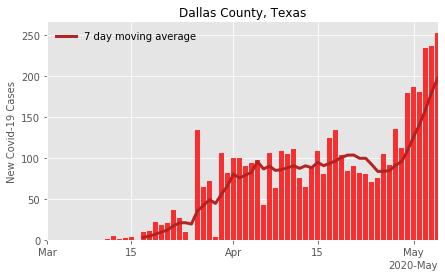 Dallas County, Texas
7 day moving average
New Covid-19 Cases
250
200
150
100
50
0
Mar 15 Apr 15 May
2020-May